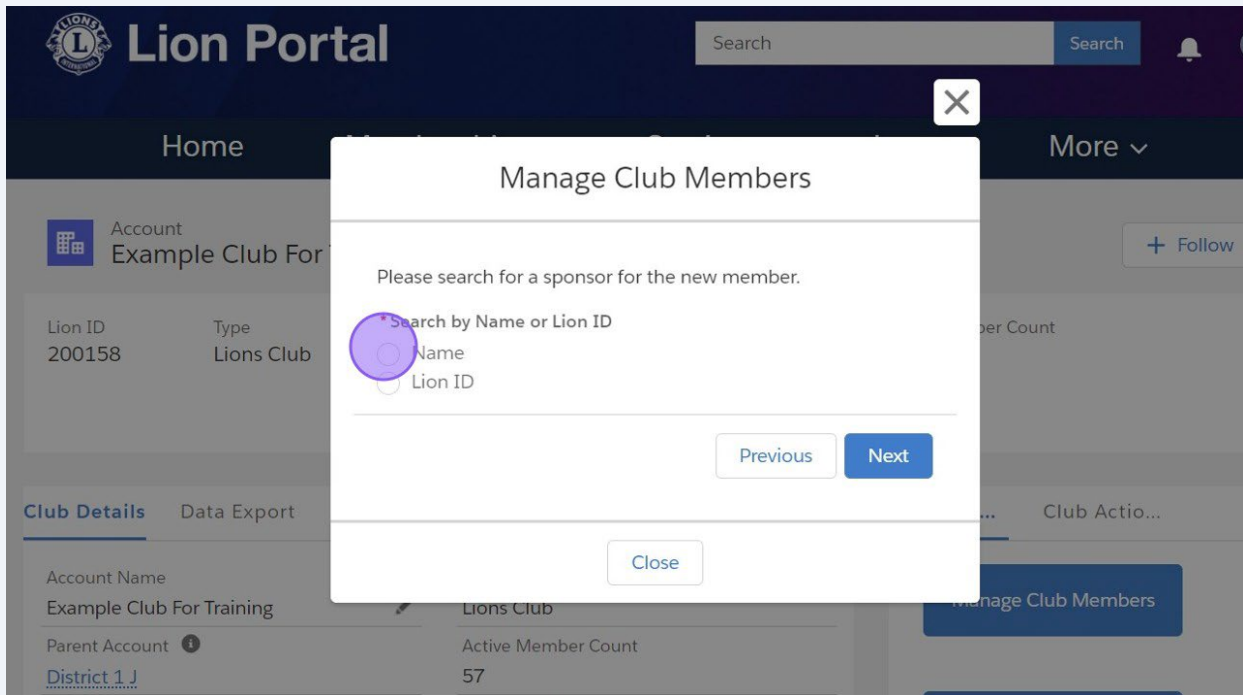 LIONS
L
INTERNATIONAL
Lion Portal
Search
Search
Home
More
Manage Club Members
Account
Example Club For
Follow
Please search for a sponsor for the new member.
* Search by Name or Lion ID
Name
Lion ID
Lion ID
200158
Type
Lions Club
Count
Previous
Next
Club Details
Data Export
...
Club Actio...
Close
Account Name
Example Club For Training
Lions Club
Manage Club Members
Parent Account
District 1 J
Active Member Count
57